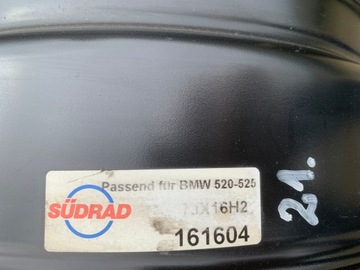 Passend für BMW 520-525
SÜDRAD
7JX16H2
161604
21.